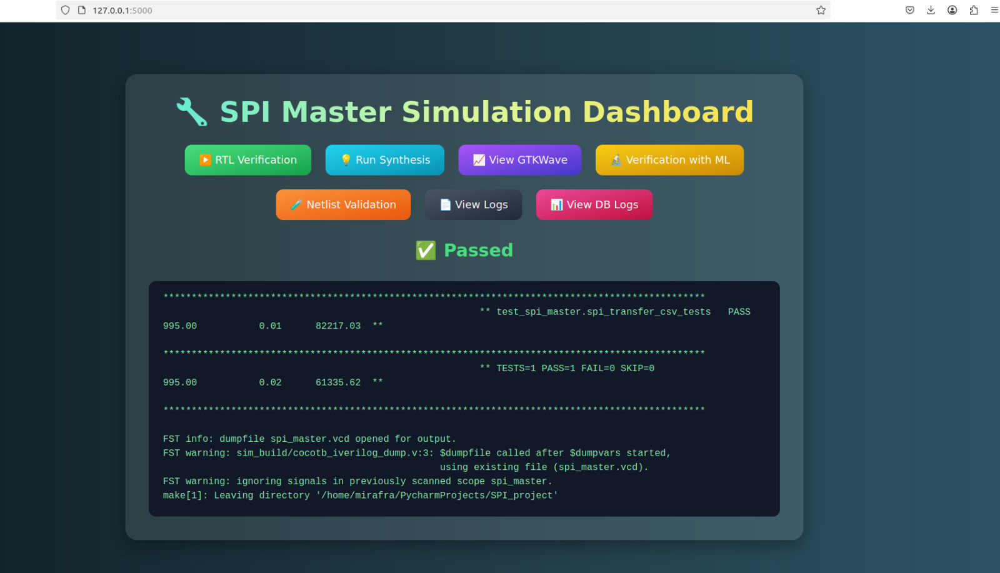 127.0.0.1:5000
🔧 SPI Master Simulation Dashboard
▶️ RTL Verification
💡 Run Synthesis
📈 View GTKWave
🔬 Verification with ML
🧪 Netlist Validation
📄 View Logs
📊 View DB Logs
✅ Passed
************************************************************************************************
** test_spi_master.spi_transfer_csv_tests   PASS
995.00           0.01      82217.03  **
************************************************************************************************
** TESTS=1 PASS=1 FAIL=0 SKIP=0
995.00           0.02      61335.62  **
************************************************************************************************
FST info: dumpfile spi_master.vcd opened for output.
FST warning: sim_build/cocotb_iverilog_dump.v:3: $dumpfile called after $dumpvars started,
using existing file (spi_master.vcd).
FST warning: ignoring signals in previously scanned scope spi_master.
make[1]: Leaving directory '/home/mirafra/PycharmProjects/SPI_project'